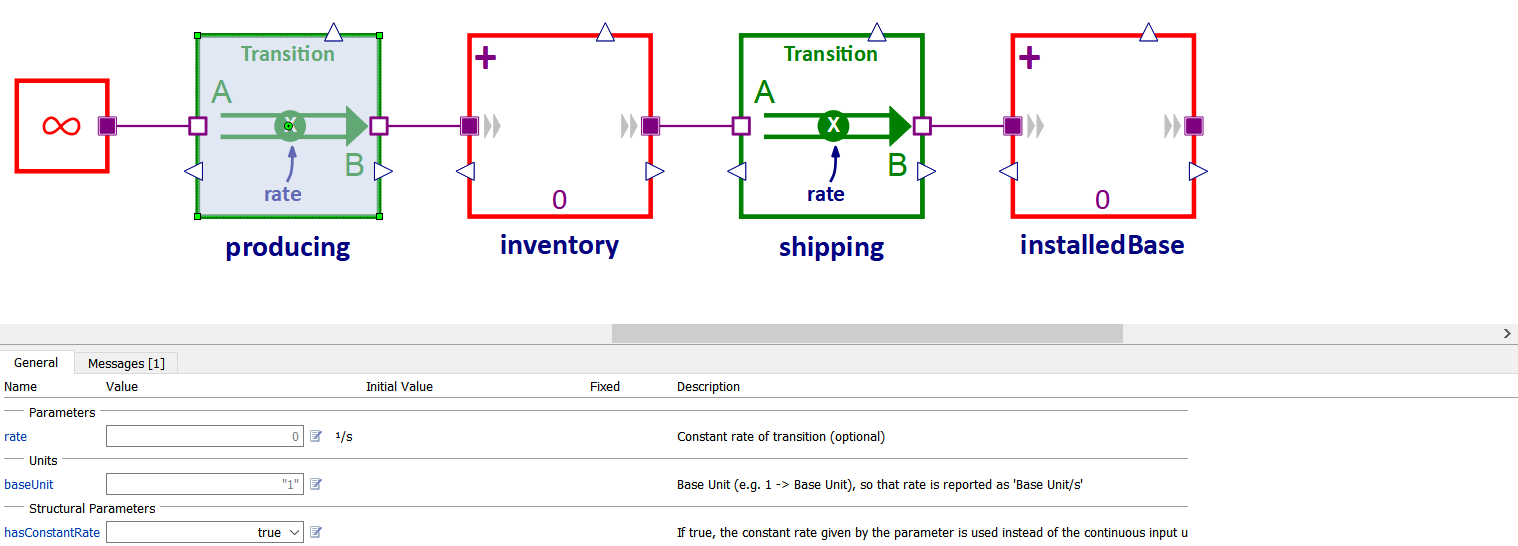 Transition
Transition
A
A
∞
X
X
B
B
rate
rate
0
0
producing
inventory
shipping
installedBase
General
Messages [1]
Name
Value
Initial Value
Fixed
Description
Parameters
rate
0
1/s
Constant rate of transition (optional)
Units
baseUnit
"1"
Base Unit (e.g. 1 -> Base Unit), so that rate is reported as 'Base Unit/s'
Structural Parameters
hasConstantRate
true
If true, the constant rate given by the parameter is used instead of the continuous input u